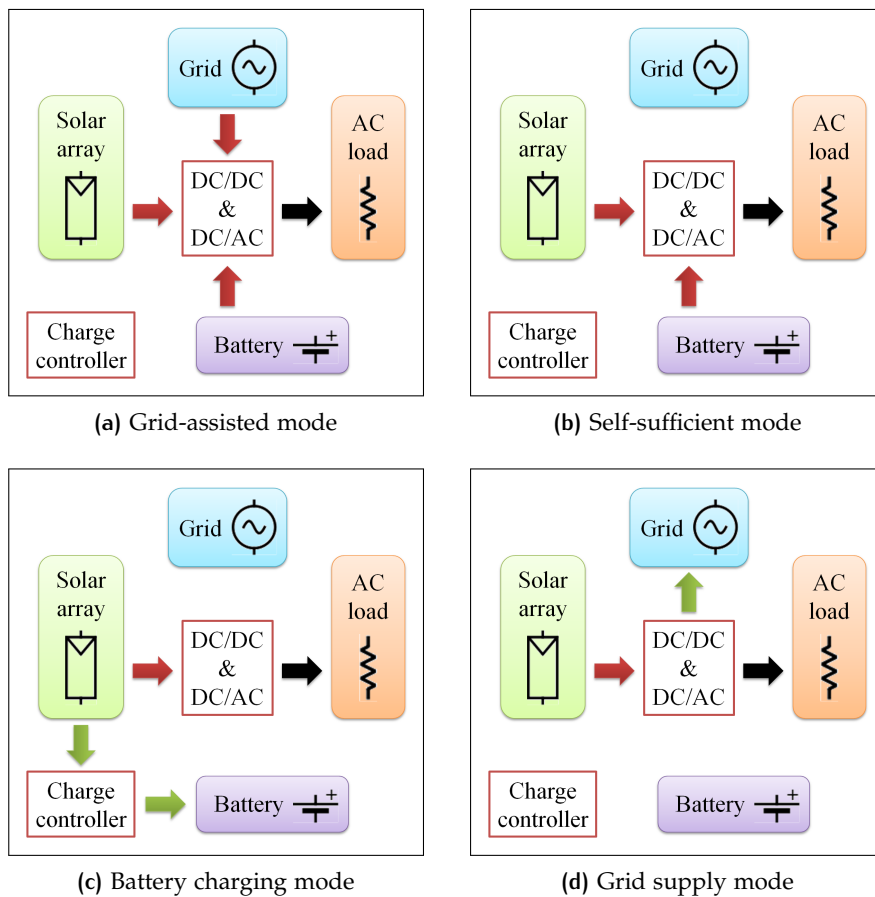 Grid
Solar
array
DC/DC
&
DC/AC
AC
load
Charge
controller
Battery
+
(a) Grid-assisted mode
Grid
Solar
array
DC/DC
&
DC/AC
AC
load
Charge
controller
Battery
+
(b) Self-sufficient mode
Grid
Solar
array
DC/DC
&
DC/AC
AC
load
Charge
controller
Battery
+
(c) Battery charging mode
Grid
Solar
array
DC/DC
&
DC/AC
AC
load
Charge
controller
Battery
+
(d) Grid supply mode